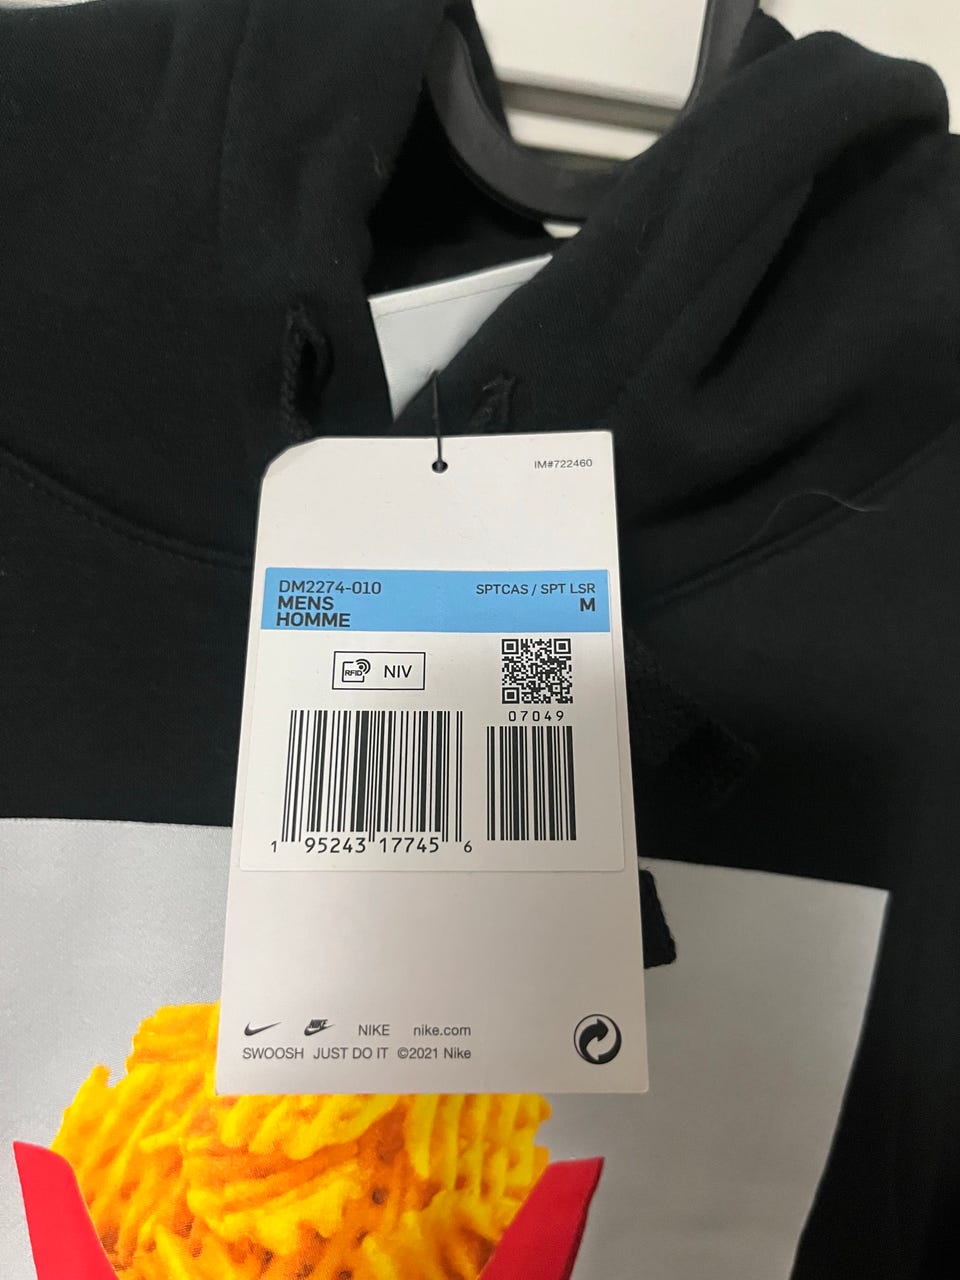 IM#722460
DM2274-010
SPTCAS / SPT LSR
MENS
M
HOMME
RFID
NIV
07049
1 95243 17745 6
NIKE
NIKE nike.com
SWOOSH JUST DO IT ©2021 Nike